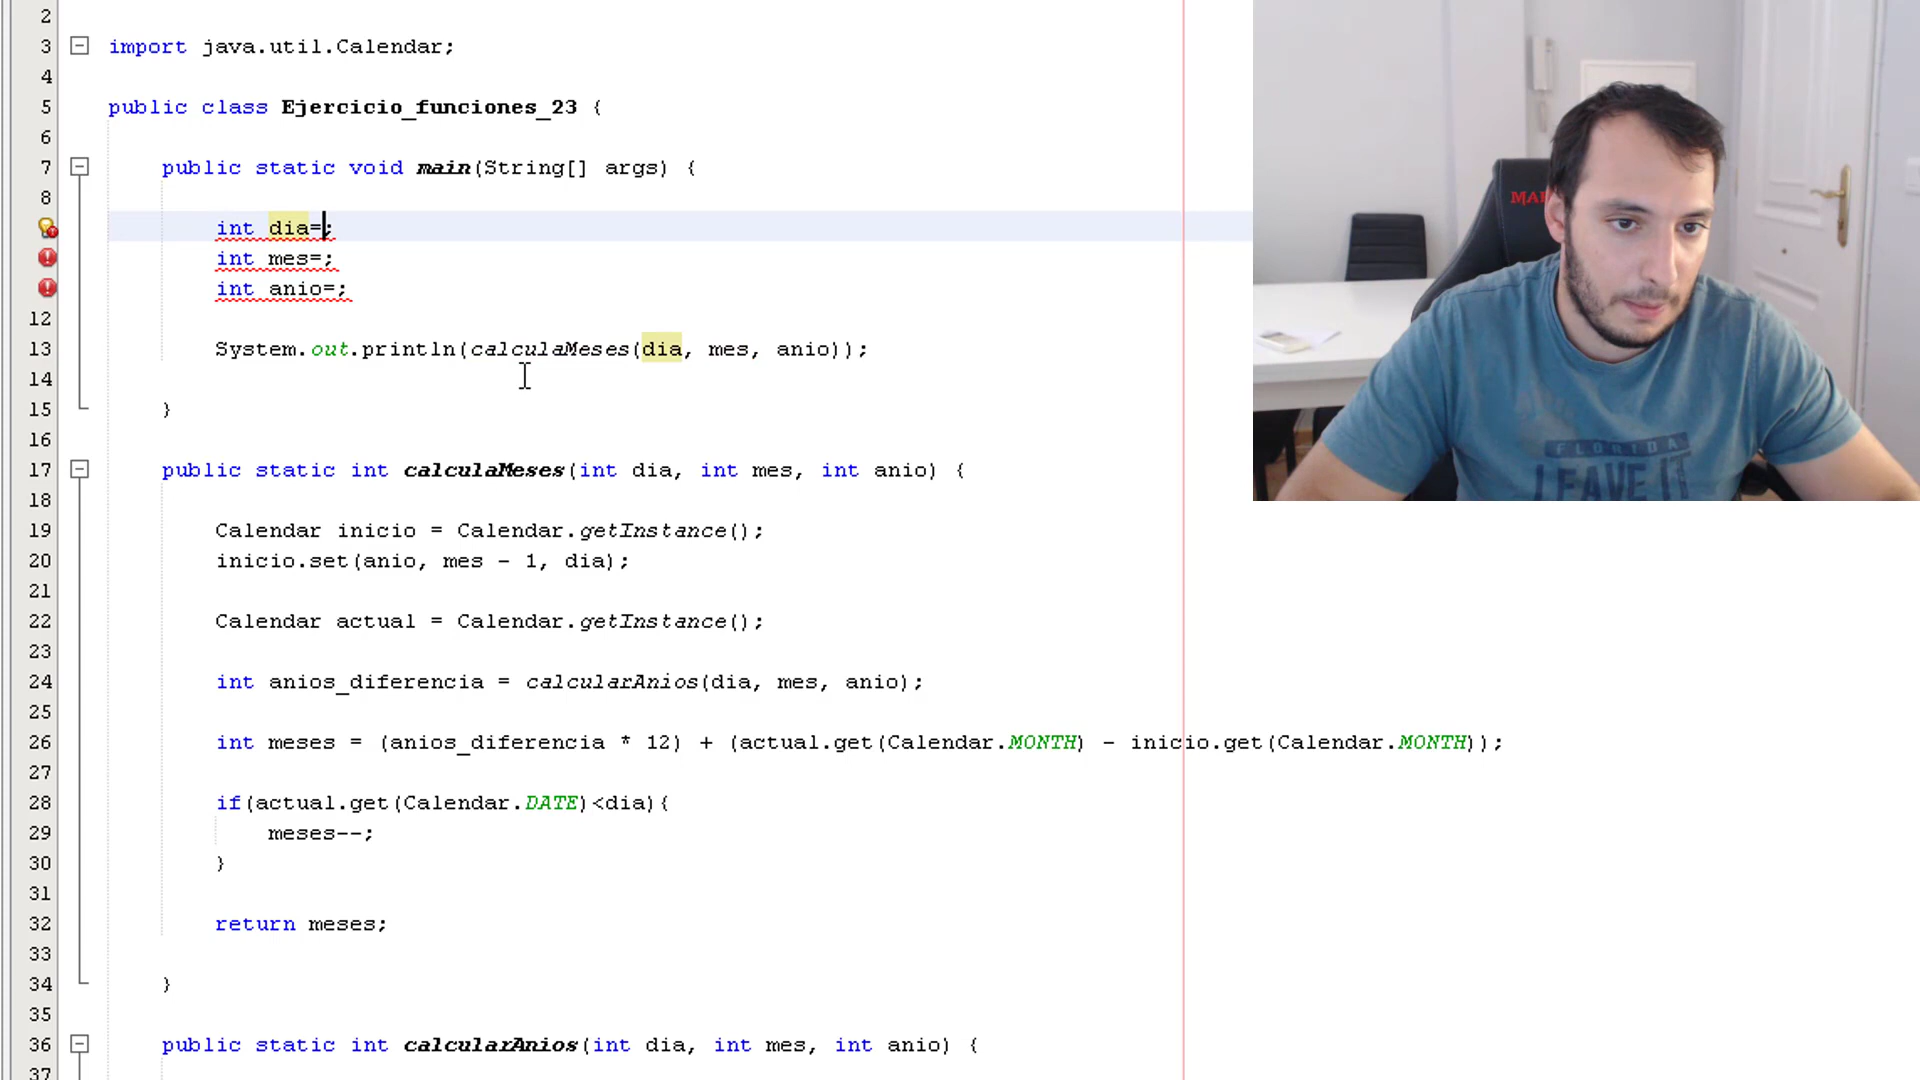 2
3 import java.util.Calendar;
4
5 public class Ejercicio_funciones_23 {
6
7 public static void main(String[] args) {
8
int dia=;
int mes=;
int anio=;
12
13 System.out.println(calculaMeses(dia, mes, anio));
14
15 }
16
17 public static int calculaMeses(int dia, int mes, int anio) {
18
19 Calendar inicio = Calendar.getInstance();
20 inicio.set(anio, mes - 1, dia);
21
22 Calendar actual = Calendar.getInstance();
23
24 int anios_diferencia = calcularAnios(dia, mes, anio);
25
26 int meses = (anios_diferencia * 12) + (actual.get(Calendar.MONTH) - inicio.get(Calendar.MONTH));
27
28 if(actual.get(Calendar.DATE)<dia){
29 meses--;
30 }
31
32 return meses;
33
34 }
35
36 public static int calcularAnios(int dia, int mes, int anio) {
37
FLORIDA
LEAVE IT